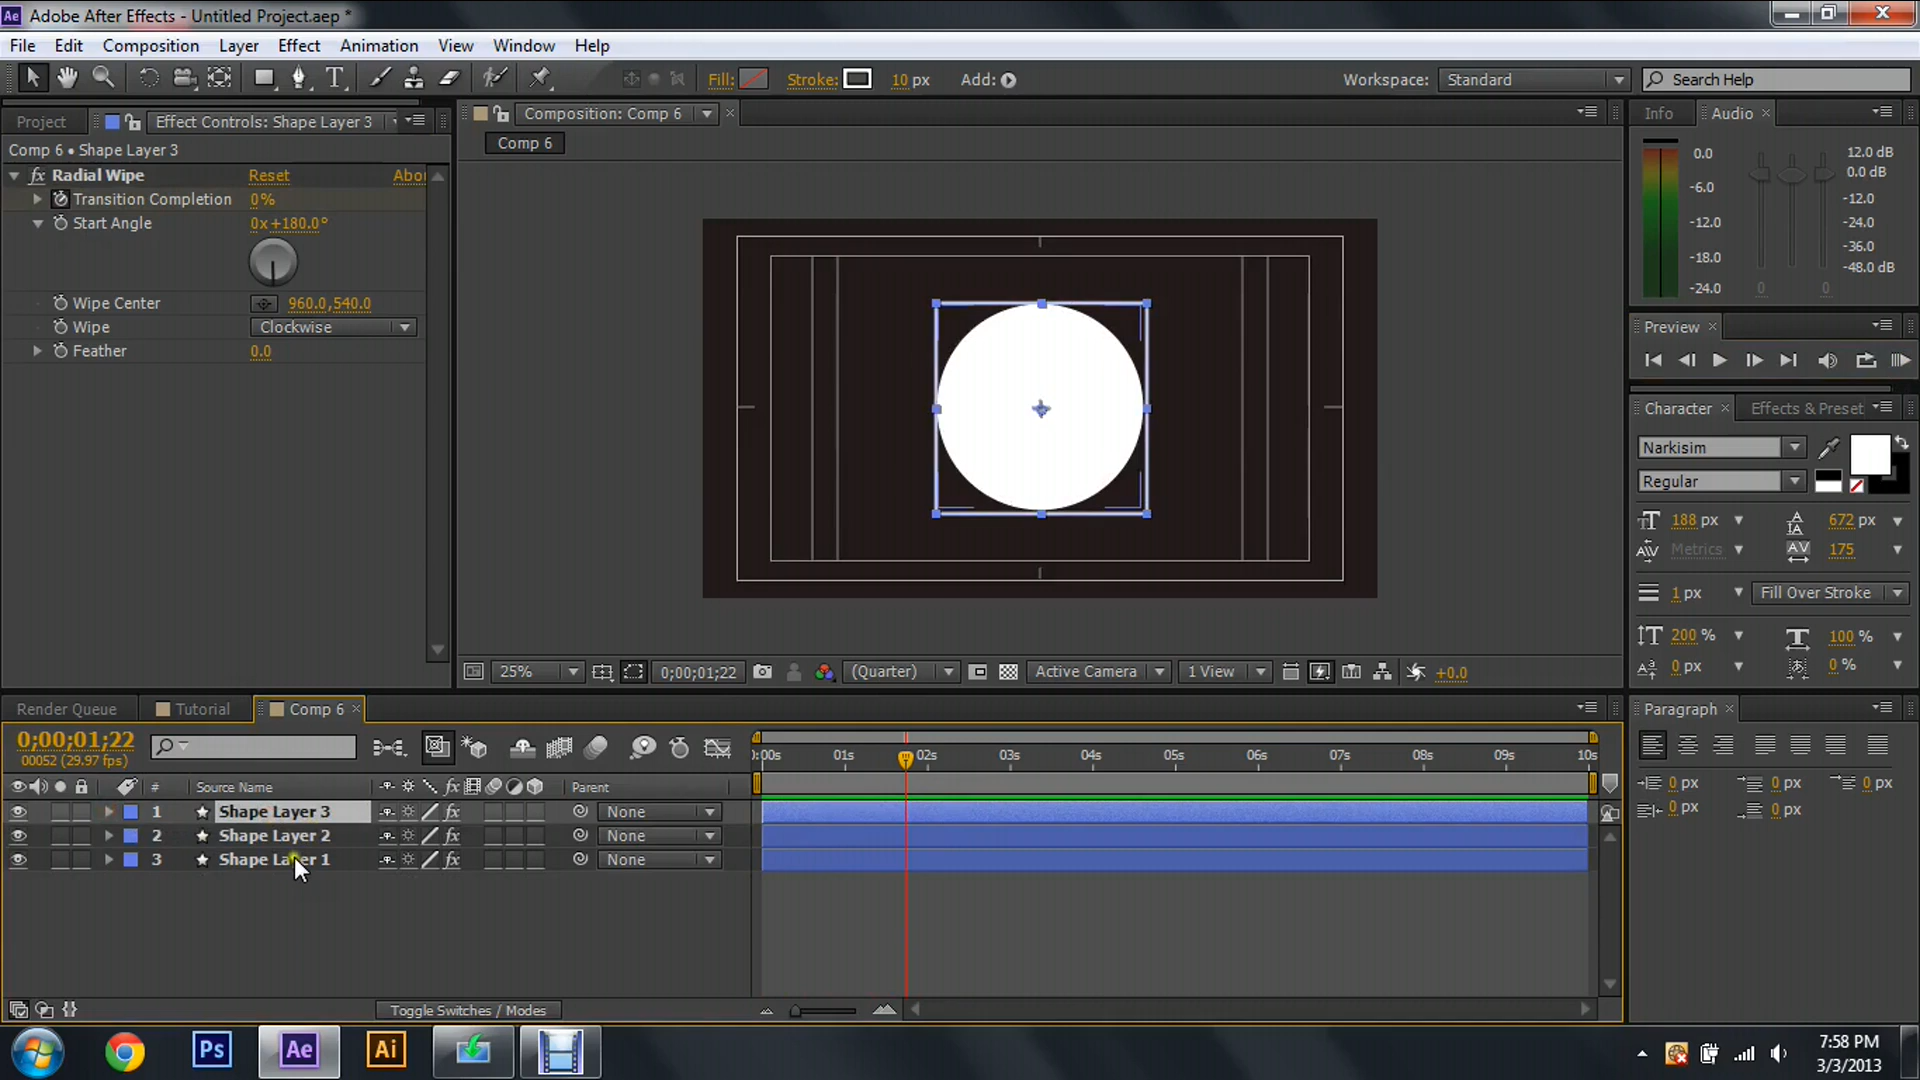 Ae Adobe After Effects - Untitled Project.aep *
File Edit Composition Layer Effect Animation View Window Help
Fill: Stroke: 10 px Add: Workspace: Standard Search Help
Project Effect Controls: Shape Layer 3
Comp 6 • Shape Layer 3
fx Radial Wipe Reset Abou
Transition Completion 0%
Start Angle 0x+180.0°
Wipe Center 960.0,540.0
Wipe Clockwise
Feather 0.0
Composition: Comp 6
Comp 6
25% 0;00;01;22 (Quarter) Active Camera 1 View +0.0
Info Audio
0.0
-6.0
-12.0
-18.0
-24.0
12.0 dB
0.0 dB
-12.0
-24.0
-36.0
-48.0 dB
0 0
Preview
Character Effects & Preset
Narkisim
Regular
188 px 672 px
Metrics 175
1 px Fill Over Stroke
200 % 100 %
0 px 0 %
Render Queue Tutorial Comp 6
0;00;01;22
00052 (29.97 fps)
# Source Name fx Parent
1 Shape Layer 3 fx None
2 Shape Layer 2 fx None
3 Shape Layer 1 fx None
:00s 01s 02s 03s 04s 05s 06s 07s 08s 09s 10s
Toggle Switches / Modes
Paragraph
0 px 0 px 0 px
0 px 0 px
Ps Ae Ai
7:58 PM
3/3/2013